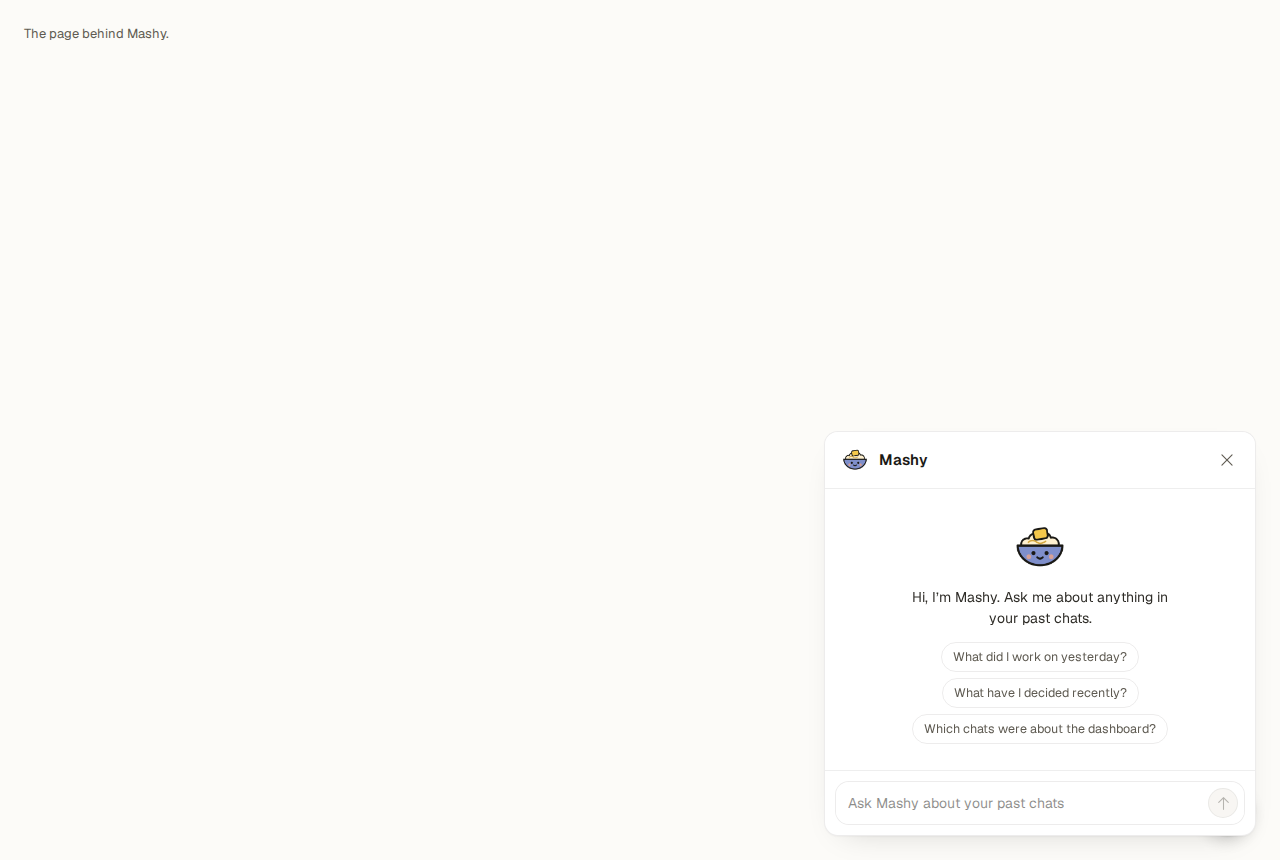 The page behind Mashy.
Mashy
Hi, I'm Mashy. Ask me about anything in
your past chats.
What did I work on yesterday?
What have I decided recently?
Which chats were about the dashboard?
Ask Mashy about your past chats